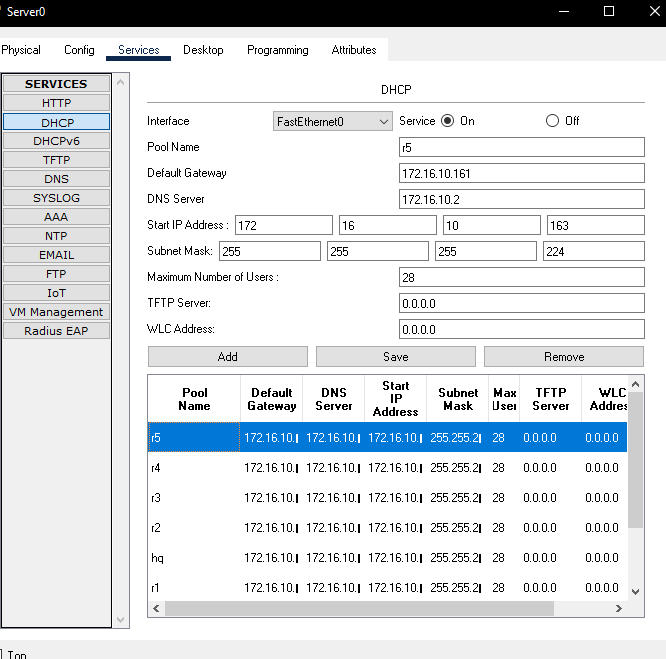 Server0
Physical Config Services Desktop Programming Attributes
SERVICES
HTTP
DHCP
DHCPv6
TFTP
DNS
SYSLOG
AAA
NTP
EMAIL
FTP
IoT
VM Management
Radius EAP
DHCP
Interface FastEthernet0 Service On Off
Pool Name r5
Default Gateway 172.16.10.161
DNS Server 172.16.10.2
Start IP Address : 172 16 10 163
Subnet Mask: 255 255 255 224
Maximum Number of Users : 28
TFTP Server: 0.0.0.0
WLC Address: 0.0.0.0
Add Save Remove
Pool Name Default Gateway DNS Server Start IP Address Subnet Mask Max User TFTP Server WLC Addres
r5 172.16.10. 172.16.10. 172.16.10. 255.255.2 28 0.0.0.0 0.0.0.0
r4 172.16.10. 172.16.10. 172.16.10. 255.255.2 28 0.0.0.0 0.0.0.0
r3 172.16.10. 172.16.10. 172.16.10. 255.255.2 28 0.0.0.0 0.0.0.0
r2 172.16.10. 172.16.10. 172.16.10. 255.255.2 28 0.0.0.0 0.0.0.0
hq 172.16.10. 172.16.10. 172.16.10. 255.255.2 28 0.0.0.0 0.0.0.0
r1 172.16.10. 172.16.10. 172.16.10. 255.255.2 28 0.0.0.0 0.0.0.0
Top